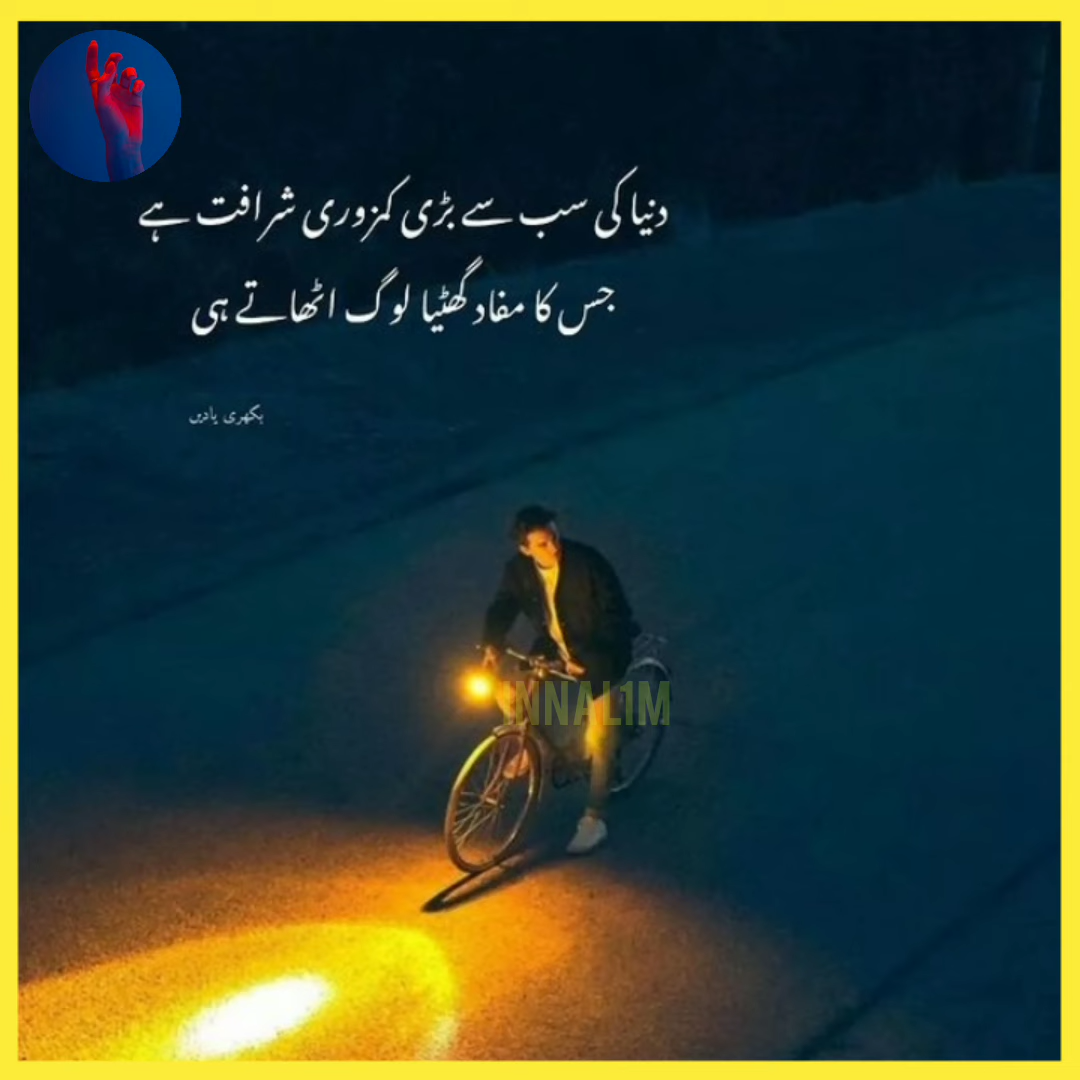 دنیا کی سب سے بڑی کمزوری شرافت ہے
جس کا مفاد گھٹیا لوگ اٹھاتے ہی
بکھری یادیں
INNAL1M